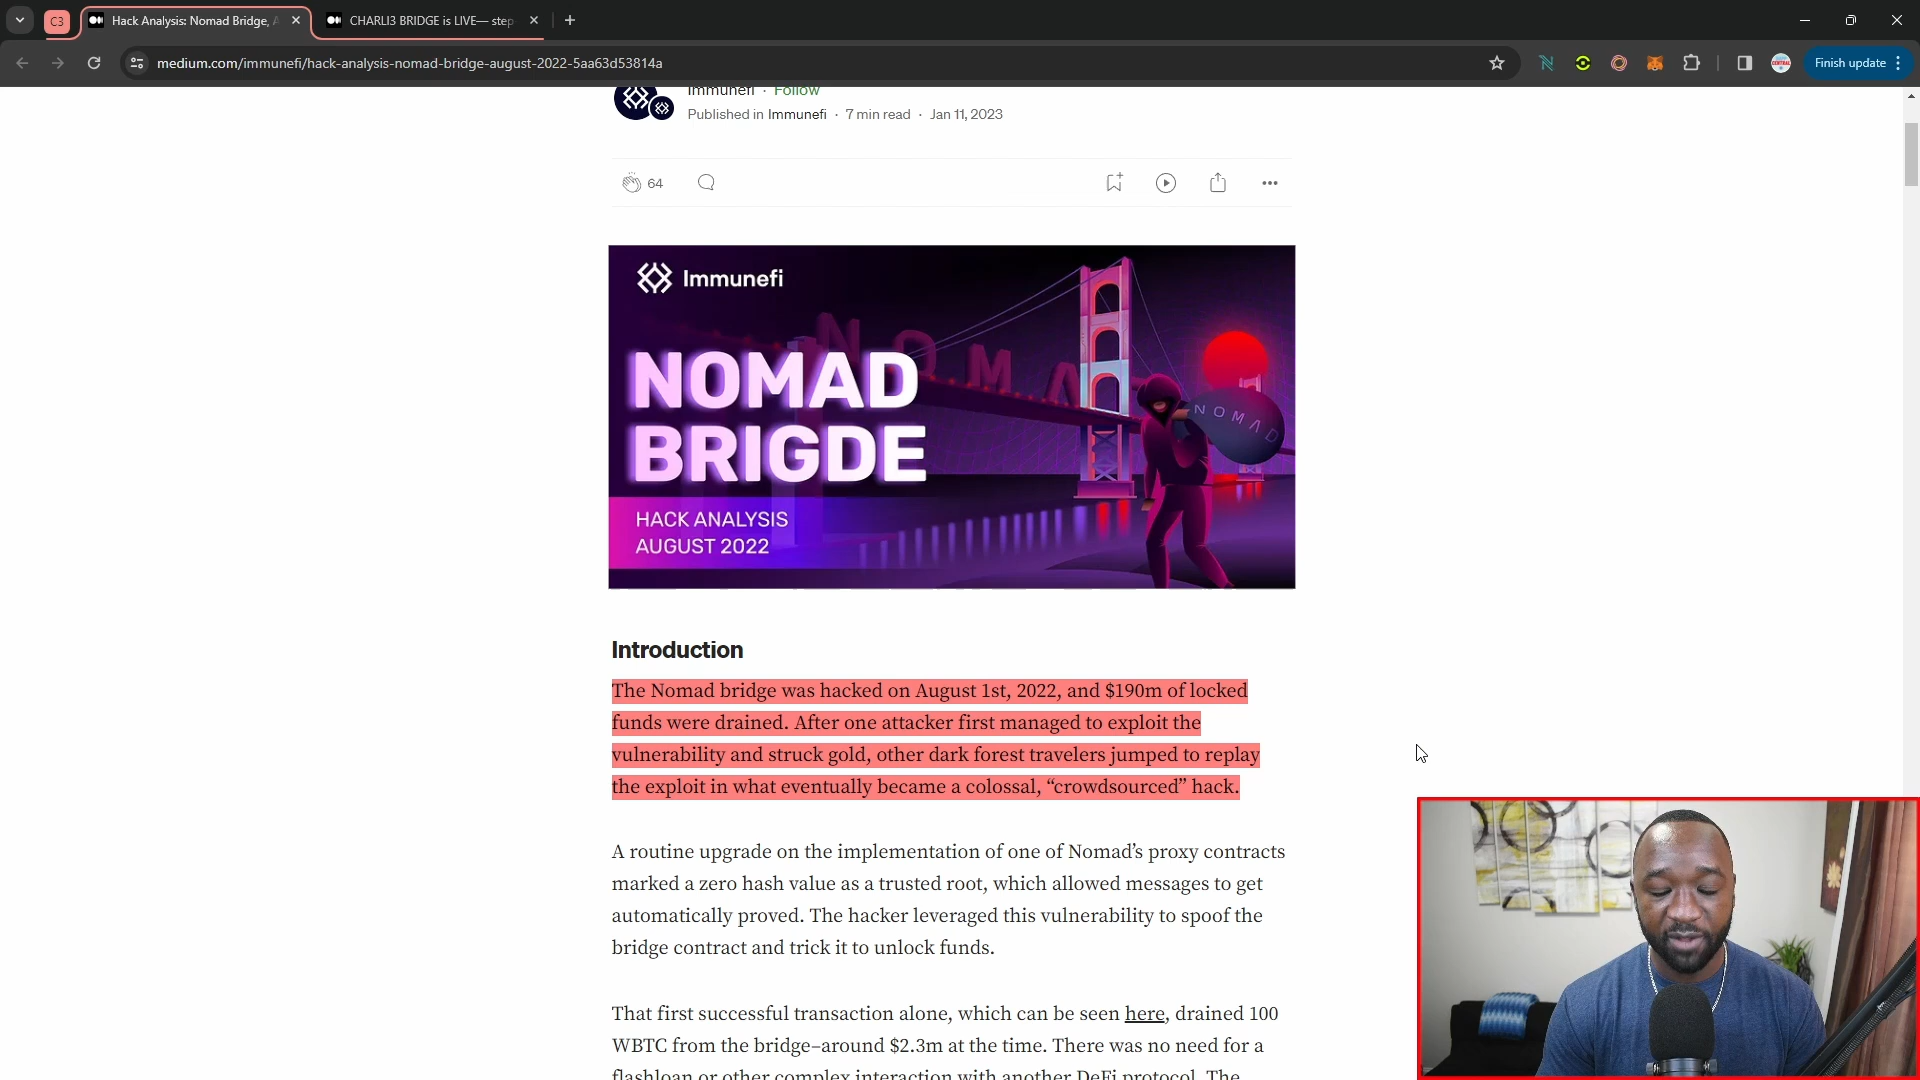 C3
Hack Analysis: Nomad Bridge, A
CHARLI3 BRIDGE is LIVE— step
medium.com/immunefi/hack-analysis-nomad-bridge-august-2022-5aa63d53814a
Finish update
Immunefi · Follow
Published in Immunefi · 7 min read · Jan 11, 2023
64
Immunefi
NOMAD
NOMAD
NOMAD
BRIGDE
HACK ANALYSIS
AUGUST 2022
Introduction
The Nomad bridge was hacked on August 1st, 2022, and $190m of locked
funds were drained. After one attacker first managed to exploit the
vulnerability and struck gold, other dark forest travelers jumped to replay
the exploit in what eventually became a colossal, “crowdsourced” hack.
A routine upgrade on the implementation of one of Nomad’s proxy contracts
marked a zero hash value as a trusted root, which allowed messages to get
automatically proved. The hacker leveraged this vulnerability to spoof the
bridge contract and trick it to unlock funds.
That first successful transaction alone, which can be seen here, drained 100
WBTC from the bridge–around $2.3m at the time. There was no need for a
flashloan or other complex interaction with another DeFi protocol. The